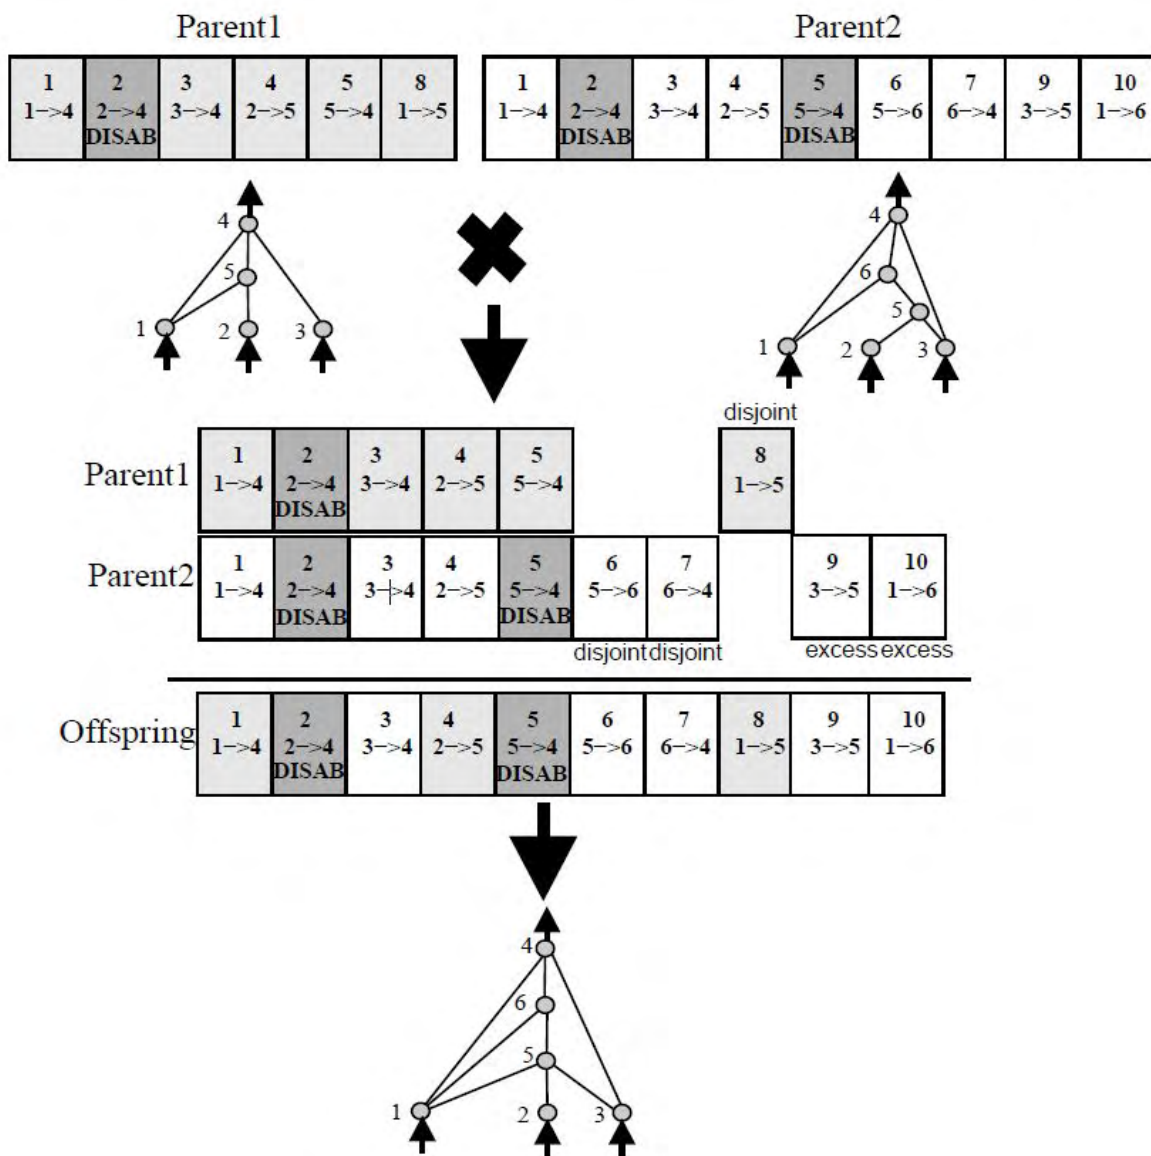 Parent1 Parent2
1 2 3 4 5 8 1 2 3 4 5 6 7 9 10
1->4 2->4 3->4 2->5 5->4 1->5 1->4 2->4 3->4 2->5 5->4 5->6 6->4 3->5 1->6
DISAB DISAB DISAB
4 4
5 6
5
1 2 3 1 2 3
disjoint
Parent1 1 2 3 4 5 8
1->4 2->4 3->4 2->5 5->4 1->5
DISAB
Parent2 1 2 3 4 5 6 7 9 10
1->4 2->4 3->4 2->5 5->4 5->6 6->4 3->5 1->6
DISAB DISAB
disjoint disjoint excess excess
Offspring 1 2 3 4 5 6 7 8 9 10
1->4 2->4 3->4 2->5 5->4 5->6 6->4 1->5 3->5 1->6
DISAB DISAB
4
6
5
1 2 3